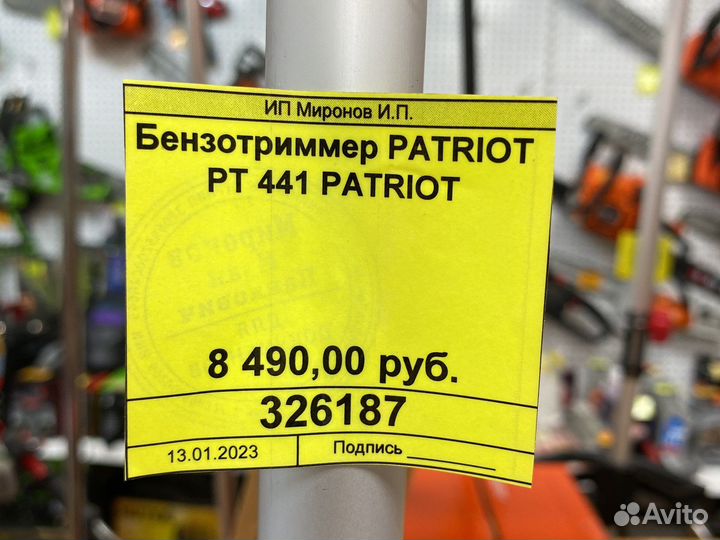 ИП Миронов И.П.
Бензотриммер PATRIOT
PT 441 PATRIOT
8 490,00 руб.
326187
13.01.2023 Подпись
Avito